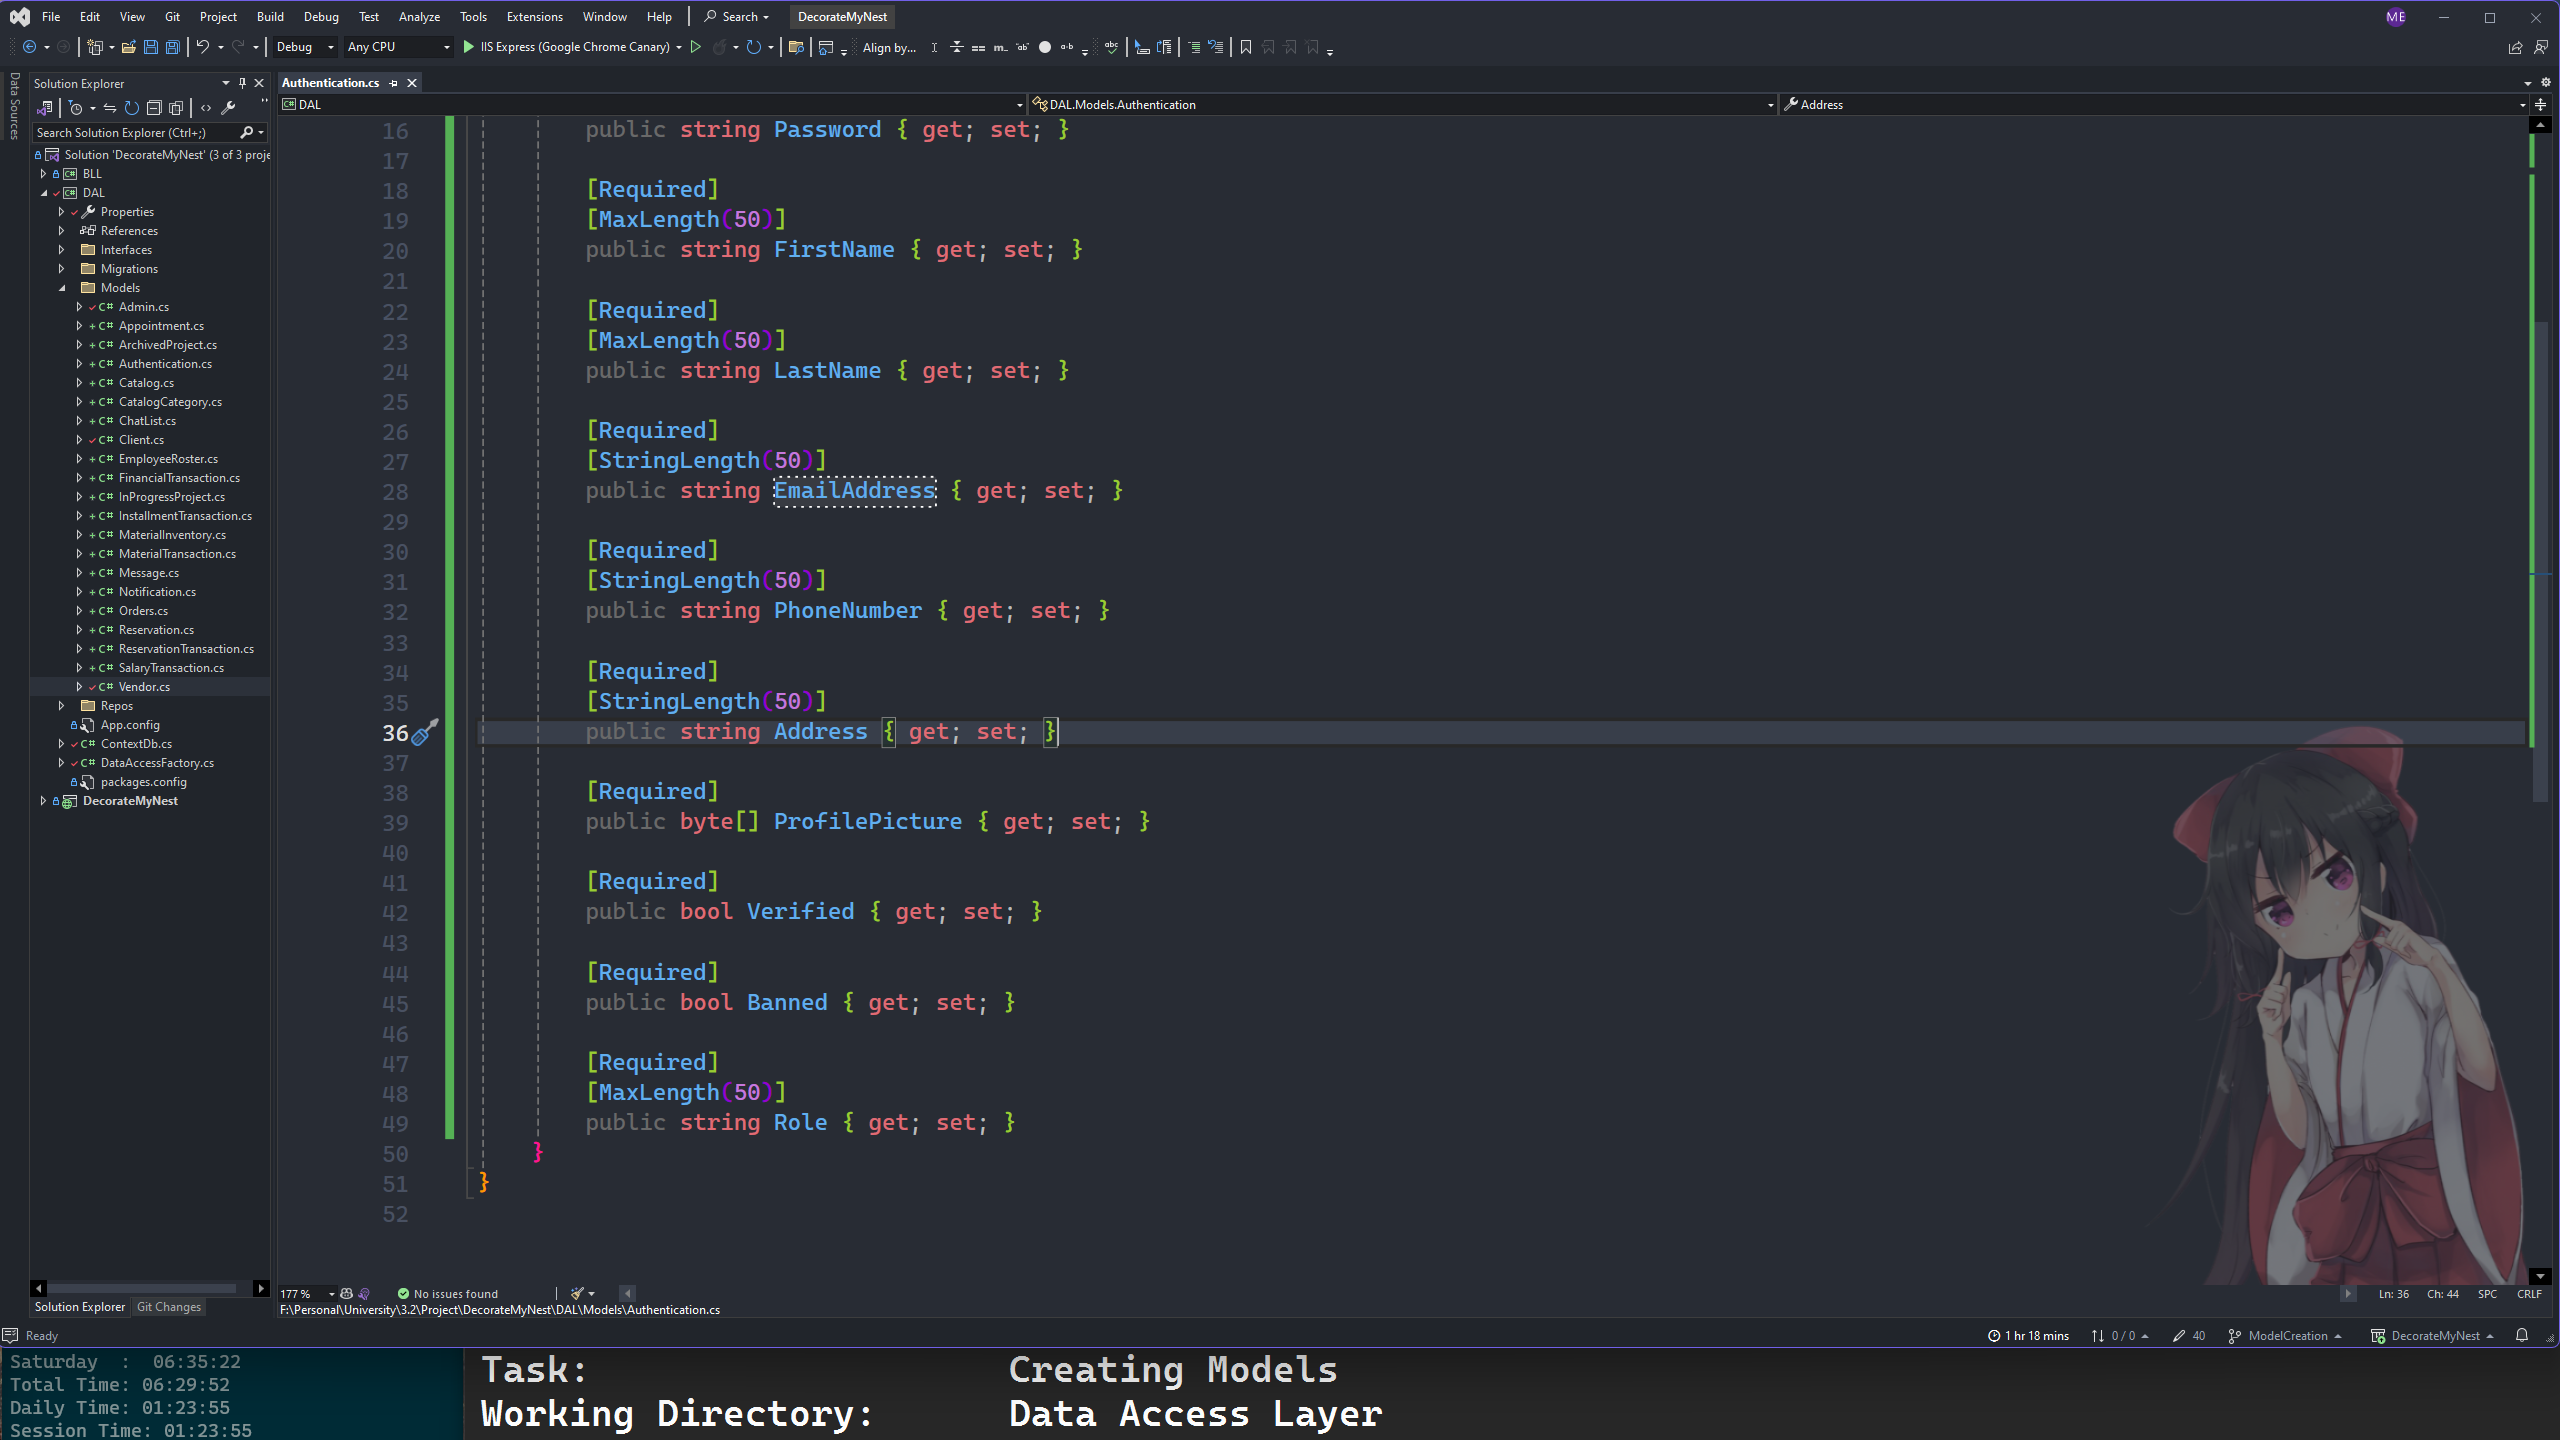 File Edit View Git Project Build Debug Test Analyze Tools Extensions Window Help Search DecorateMyNest ME
Debug Any CPU IIS Express (Google Chrome Canary) Align by...
Data Sources
Solution Explorer
Search Solution Explorer (Ctrl+;)
Solution 'DecorateMyNest' (3 of 3 proje
BLL
DAL
Properties
References
Interfaces
Migrations
Models
C# Admin.cs
C# Appointment.cs
C# ArchivedProject.cs
C# Authentication.cs
C# Catalog.cs
C# CatalogCategory.cs
C# ChatList.cs
C# Client.cs
C# EmployeeRoster.cs
C# FinancialTransaction.cs
C# InProgressProject.cs
C# InstallmentTransaction.cs
C# MaterialInventory.cs
C# MaterialTransaction.cs
C# Message.cs
C# Notification.cs
C# Orders.cs
C# Reservation.cs
C# ReservationTransaction.cs
C# SalaryTransaction.cs
C# Vendor.cs
Repos
App.config
C# ContextDb.cs
C# DataAccessFactory.cs
packages.config
DecorateMyNest
Solution Explorer Git Changes
Authentication.cs
DAL DAL.Models.Authentication Address
16 public string Password { get; set; }
17
18 [Required]
19 [MaxLength(50)]
20 public string FirstName { get; set; }
21
22 [Required]
23 [MaxLength(50)]
24 public string LastName { get; set; }
25
26 [Required]
27 [StringLength(50)]
28 public string EmailAddress { get; set; }
29
30 [Required]
31 [StringLength(50)]
32 public string PhoneNumber { get; set; }
33
34 [Required]
35 [StringLength(50)]
36 public string Address { get; set; }
37
38 [Required]
39 public byte[] ProfilePicture { get; set; }
40
41 [Required]
42 public bool Verified { get; set; }
43
44 [Required]
45 public bool Banned { get; set; }
46
47 [Required]
48 [MaxLength(50)]
49 public string Role { get; set; }
50 }
51 }
52
177 % No issues found Ln: 36 Ch: 44 SPC CRLF
F:\Personal\University\3.2\Project\DecorateMyNest\DAL\Models\Authentication.cs
Ready 1 hr 18 mins 0 / 0 40 ModelCreation DecorateMyNest
Saturday : 06:35:22
Total Time: 06:29:52
Daily Time: 01:23:55
Session Time: 01:23:55
Task: Creating Models
Working Directory: Data Access Layer